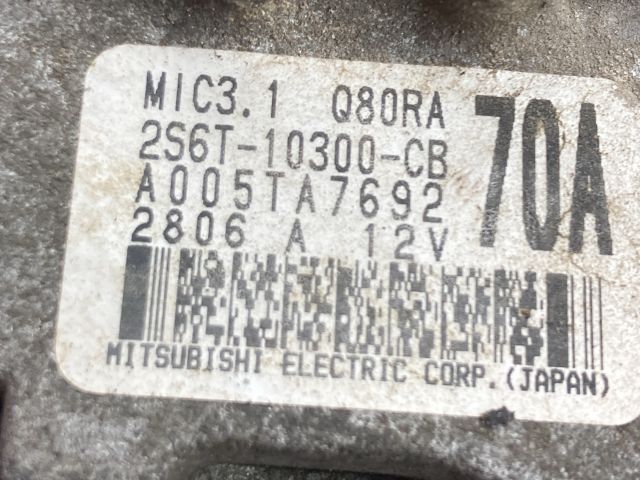 MIC3.1 Q80RA
70A
2S6T-10300-CB
A005TA7692
2806 A 12V
MITSUBISHI ELECTRIC CORP.(JAPAN)